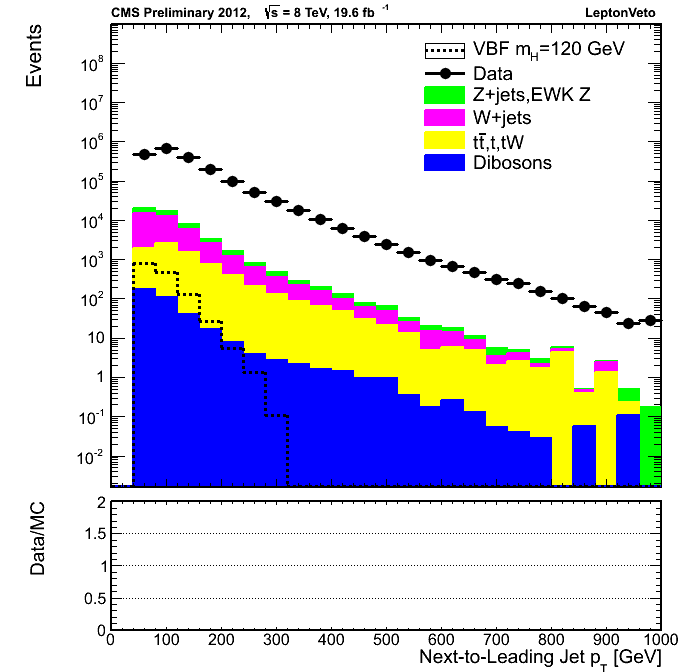 CMS Preliminary 2012, √s = 8 TeV, 19.6 fb⁻¹ LeptonVeto
Events
VBF m_H=120 GeV
Data
Z+jets,EWK Z
W+jets
tt̄,t,tW
Dibosons
10⁸
10⁷
10⁶
10⁵
10⁴
10³
10²
10
1
10⁻¹
10⁻²
Data/MC
2
1.5
1
0.5
0
0 100 200 300 400 500 600 700 800 900 1000
Next-to-Leading Jet p_T [GeV]